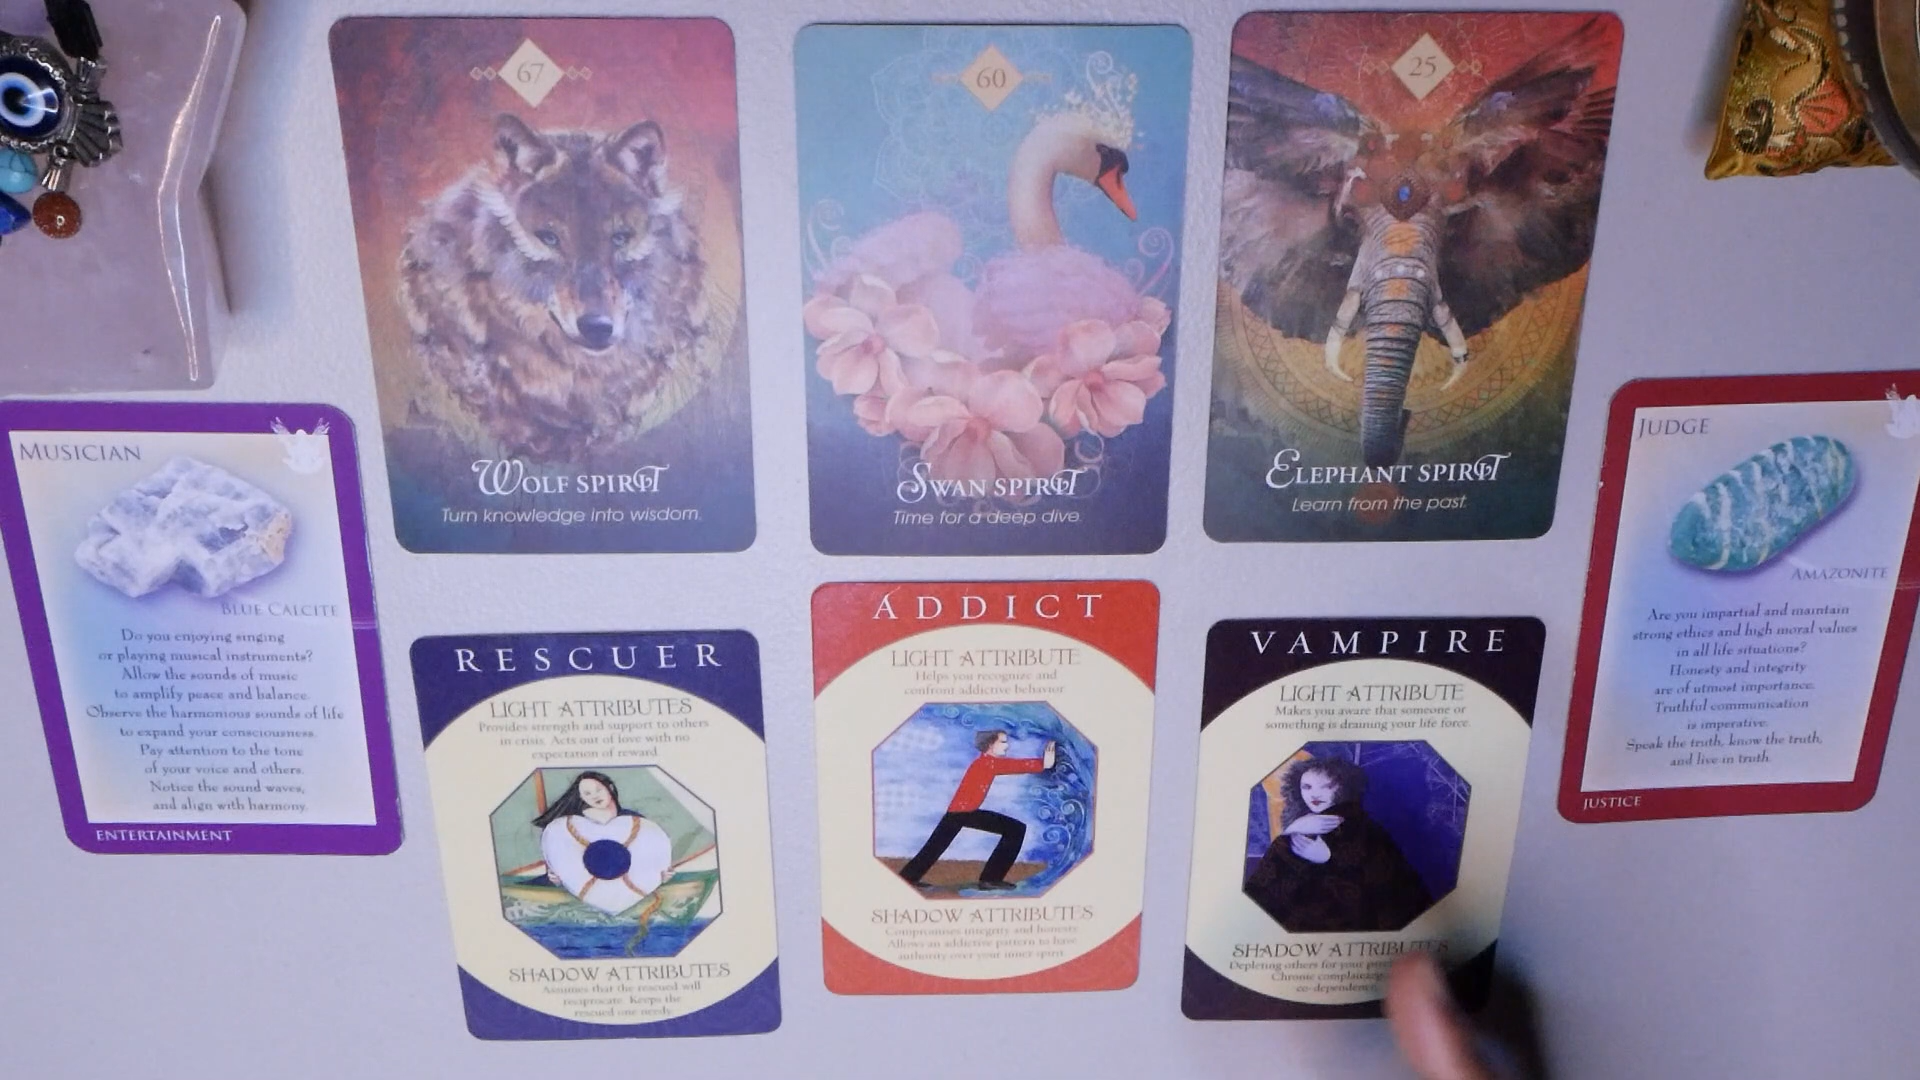 67
WOLF SPIRIT
Turn knowledge into wisdom.
60
SWAN SPIRIT
Time for a deep dive.
25
ELEPHANT SPIRIT
Learn from the past.
MUSICIAN
BLUE CALCITE
Do you enjoying singing
or playing musical instruments?
Allow the sounds of music
to amplify peace and balance.
Observe the harmonious sounds of life
to expand your consciousness.
Pay attention to the tone
of your voice and others.
Notice the sound waves,
and align with harmony.
ENTERTAINMENT
RESCUER
LIGHT ATTRIBUTES
Provides strength and support to others
in crisis. Acts out of love with no
expectation of reward.
SHADOW ATTRIBUTES
Assumes that the rescued will
reciprocate. Keeps the
rescued one needy.
ADDICT
LIGHT ATTRIBUTE
Helps you recognize and
confront addictive behavior
SHADOW ATTRIBUTES
Compromises integrity and honesty.
Allows an addictive pattern to have
authority over your inner spirit.
VAMPIRE
LIGHT ATTRIBUTE
Makes you aware that someone or
something is draining your life force.
SHADOW ATTRIBUTES
Depleting others for your
Chronic complaining,
co-dependency.
JUDGE
AMAZONITE
Are you impartial and maintain
strong ethics and high moral values
in all life situations?
Honesty and integrity
are of utmost importance.
Truthful communication
is imperative.
Speak the truth, know the truth,
and live in truth.
JUSTICE